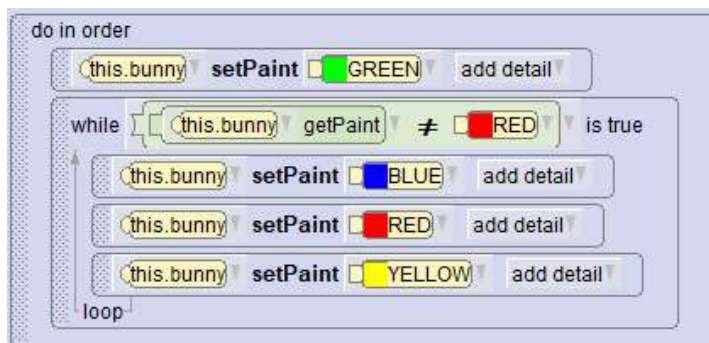 do in order
this.bunny setPaint GREEN add detail
while this.bunny getPaint ≠ RED is true
this.bunny setPaint BLUE add detail
this.bunny setPaint RED add detail
this.bunny setPaint YELLOW add detail
loop